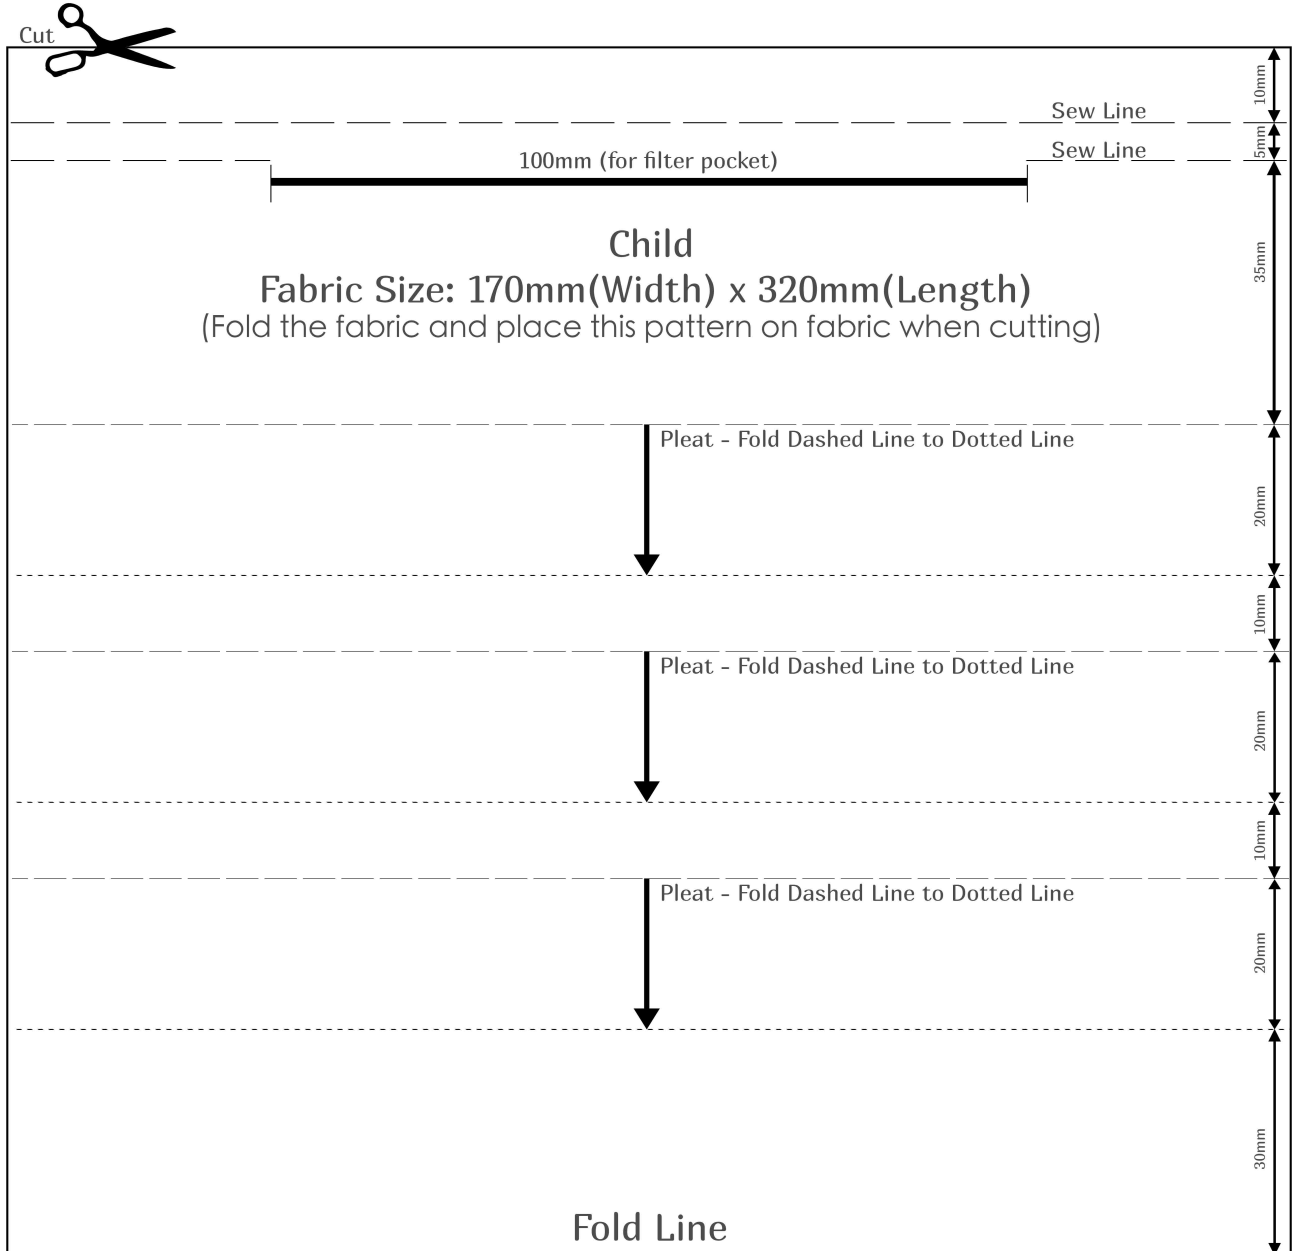 Cut
10mm
Sew Line
5mm
Sew Line
100mm (for filter pocket)
Child
35mm
Fabric Size: 170mm(Width) x 320mm(Length)
(Fold the fabric and place this pattern on fabric when cutting)
Pleat - Fold Dashed Line to Dotted Line
20mm
10mm
Pleat - Fold Dashed Line to Dotted Line
20mm
10mm
Pleat - Fold Dashed Line to Dotted Line
20mm
30mm
Fold Line